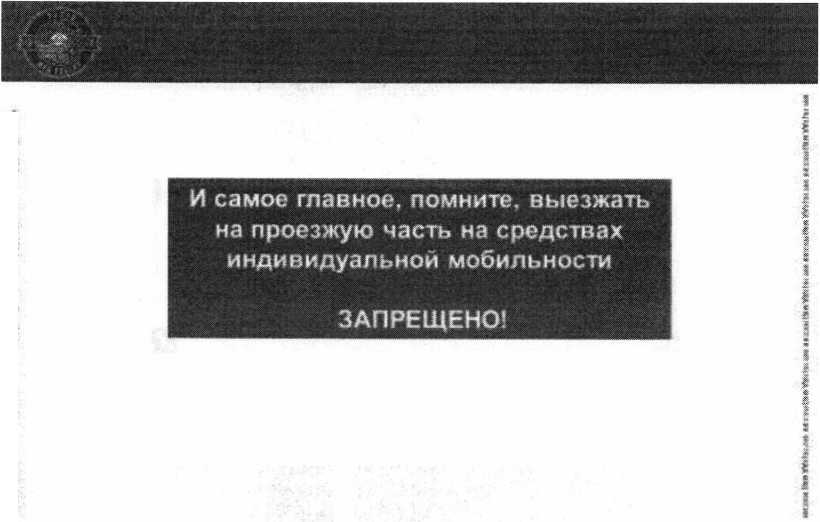 И самое главное, помните, выезжать
на проезжую часть на средствах
индивидуальной мобильности
ЗАПРЕЩЕНО!